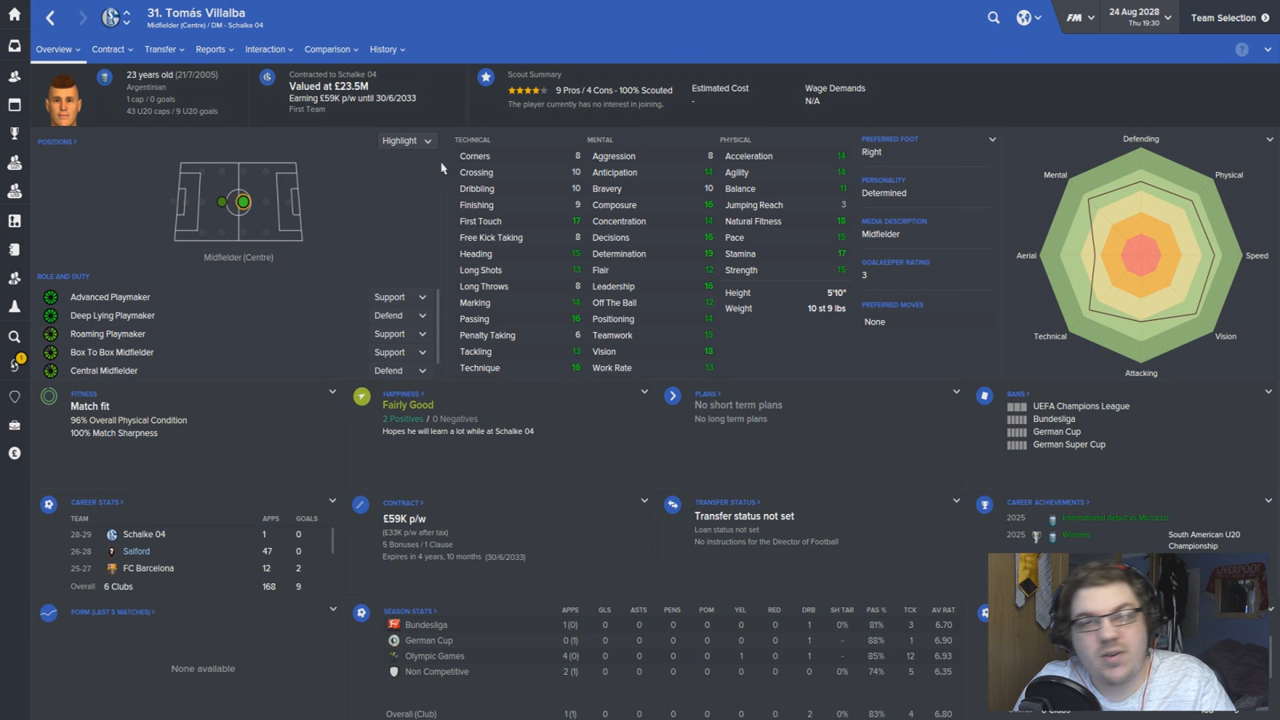 31. Tomás Villalba
Midfielder (Centre) / DM - Schalke 04
FM
24 Aug 2028
Thu 19:30
Team Selection
Overview
Contract
Transfer
Reports
Interaction
Comparison
History
23 years old (21/7/2005)
Argentinian
1 cap / 0 goals
43 U20 caps / 9 U20 goals
Contracted to Schalke 04
Valued at £23.5M
Earning £59K p/w until 30/6/2033
First Team
Scout Summary
9 Pros / 4 Cons - 100% Scouted
The player currently has no interest in joining.
Estimated Cost
-
Wage Demands
N/A
POSITIONS >
Highlight
Midfielder (Centre)
ROLE AND DUTY
Advanced Playmaker Support
Deep Lying Playmaker Defend
Roaming Playmaker Support
Box To Box Midfielder Support
Central Midfielder Defend
TECHNICAL
Corners 8
Crossing 10
Dribbling 10
Finishing 9
First Touch 17
Free Kick Taking 8
Heading 15
Long Shots 13
Long Throws 8
Marking 14
Passing 16
Penalty Taking 6
Tackling 13
Technique 16
MENTAL
Aggression 8
Anticipation 14
Bravery 10
Composure 16
Concentration 14
Decisions 16
Determination 19
Flair 12
Leadership 16
Off The Ball 12
Positioning 14
Teamwork 15
Vision 18
Work Rate 13
PHYSICAL
Acceleration 14
Agility 14
Balance 11
Jumping Reach 3
Natural Fitness 18
Pace 15
Stamina 17
Strength 15
Height 5'10"
Weight 10 st 9 lbs
PREFERRED FOOT
Right
PERSONALITY
Determined
MEDIA DESCRIPTION
Midfielder
GOALKEEPER RATING
3
PREFERRED MOVES
None
Defending
Physical
Speed
Vision
Attacking
Technical
Aerial
Mental
FITNESS
Match fit
96% Overall Physical Condition
100% Match Sharpness
HAPPINESS >
Fairly Good
2 Positives / 0 Negatives
Hopes he will learn a lot while at Schalke 04
PLANS >
No short term plans
No long term plans
BANS >
UEFA Champions League
Bundesliga
German Cup
German Super Cup
CAREER STATS >
TEAM APPS GOALS
28-29 Schalke 04 1 0
26-28 Salford 47 0
25-27 FC Barcelona 12 2
Overall 6 Clubs 168 9
CONTRACT >
£59K p/w
(£33K p/w after tax)
5 Bonuses / 1 Clause
Expires in 4 years, 10 months (30/6/2033)
TRANSFER STATUS >
Transfer status not set
Loan status not set
No instructions for the Director of Football
CAREER ACHIEVEMENTS >
2025 International debut vs Morocco
2025 Winners South American U20 Championship
FORM (LAST 5 MATCHES) >
None available
SEASON STATS > APPS GLS ASTS PENS POM YEL RED DRB SH TAR PAS % TCK AV RAT
Bundesliga 1(0) 0 0 0 0 0 0 1 0% 81% 3 6.70
German Cup 0 (1) 0 0 0 0 0 0 1 - 88% 1 6.90
Olympic Games 4 (0) 0 0 0 0 1 0 1 - 85% 12 6.93
Non Competitive 2 (1) 0 0 0 0 0 0 0 0% 74% 5 6.35
Overall (Club) 1(1) 0 0 0 0 0 0 2 0% 83% 4 6.80